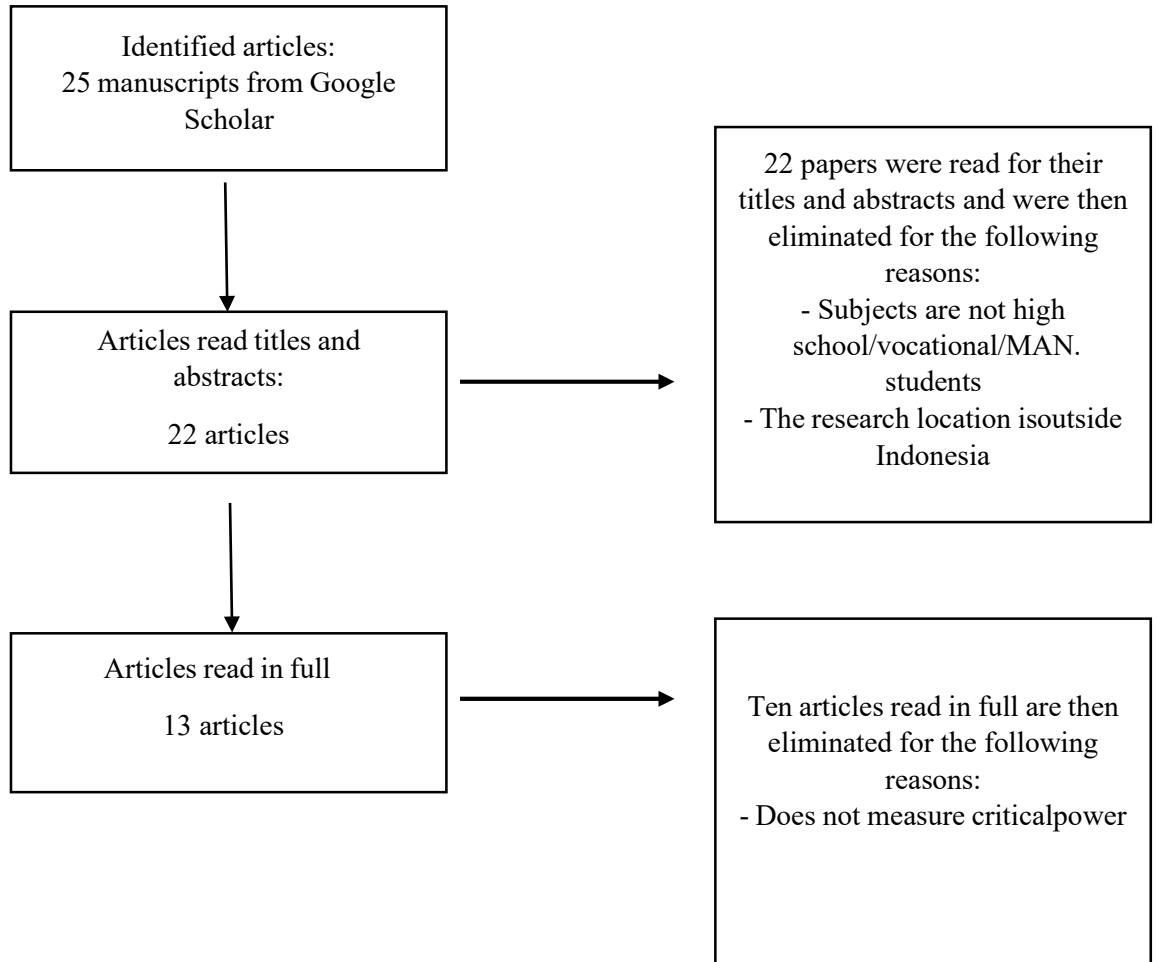 Identified articles:
25 manuscripts from Google
Scholar
22 papers were read for their
titles and abstracts and were then
eliminated for the following
reasons:
- Subjects are not high
school/vocational/MAN.
students
- The research location isoutside
Indonesia
Articles read titles and
abstracts:
22 articles
Articles read in full
13 articles
Ten articles read in full are then
eliminated for the following
reasons:
- Does not measure criticalpower